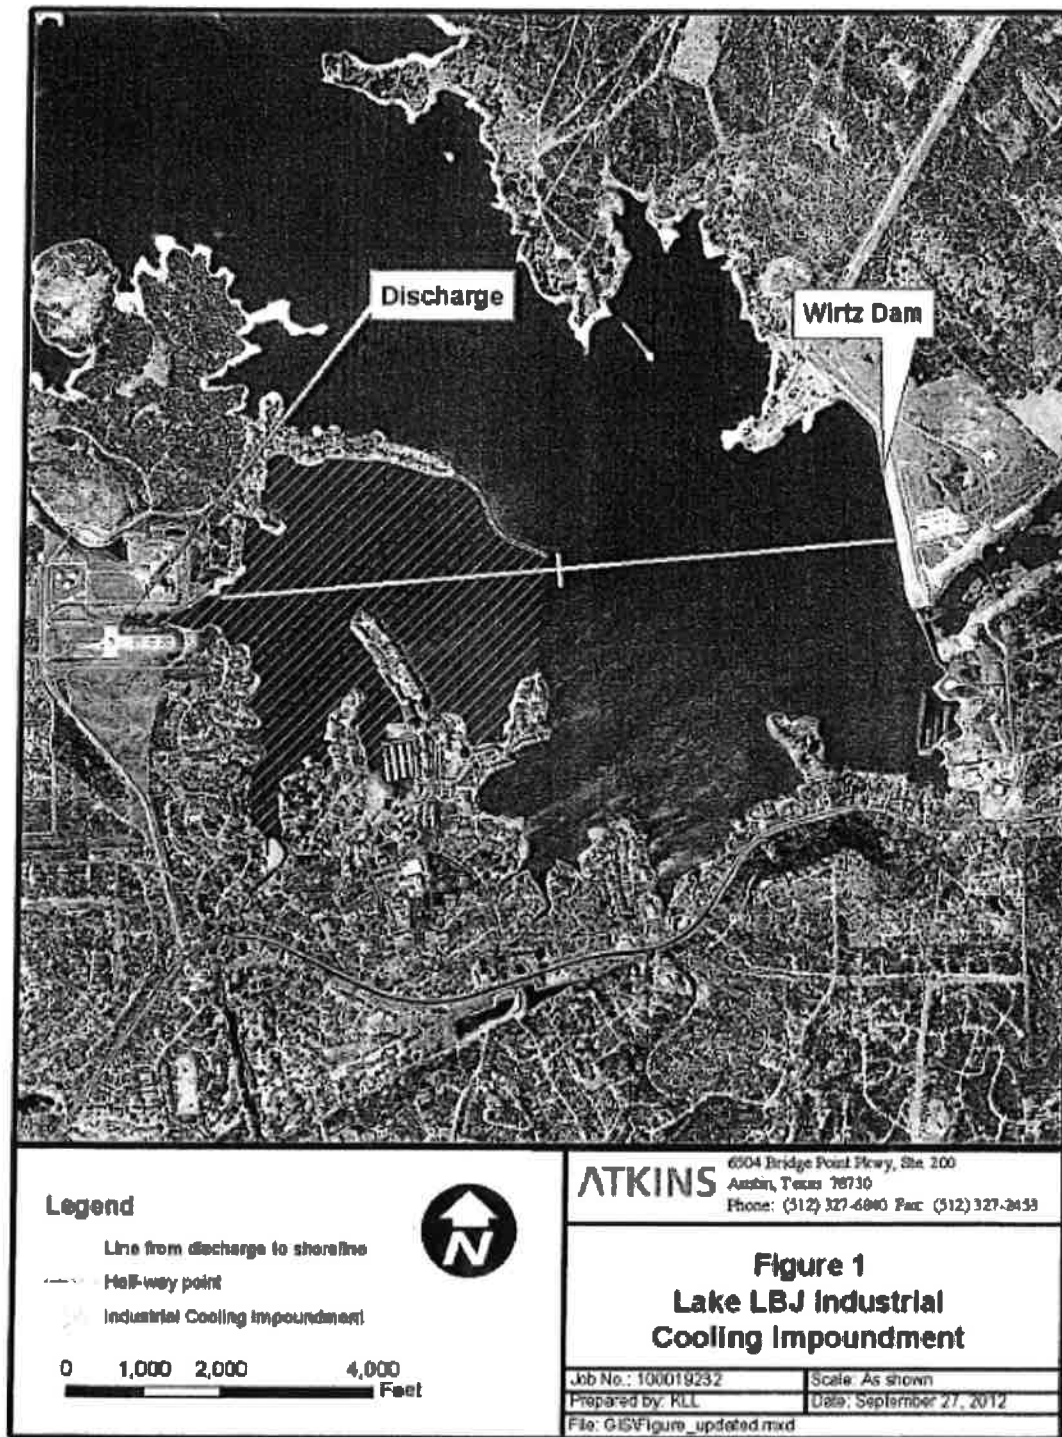 Discharge
Wirtz Dam
Legend
Line from discharge to shoreline
Half-way point
Industrial Cooling Impoundment
0 1,000 2,000 4,000
Feet
N
ATKINS
6504 Bridge Point Pkwy, Ste. 200
Austin, Texas 78730
Phone: (512) 327-6840 Fax: (512) 327-2453
Figure 1
Lake LBJ Industrial
Cooling Impoundment
Job No.: 100019232
Scale: As shown
Prepared by: KLL
Date: September 27, 2012
File: GIS\Figure_updated.mxd